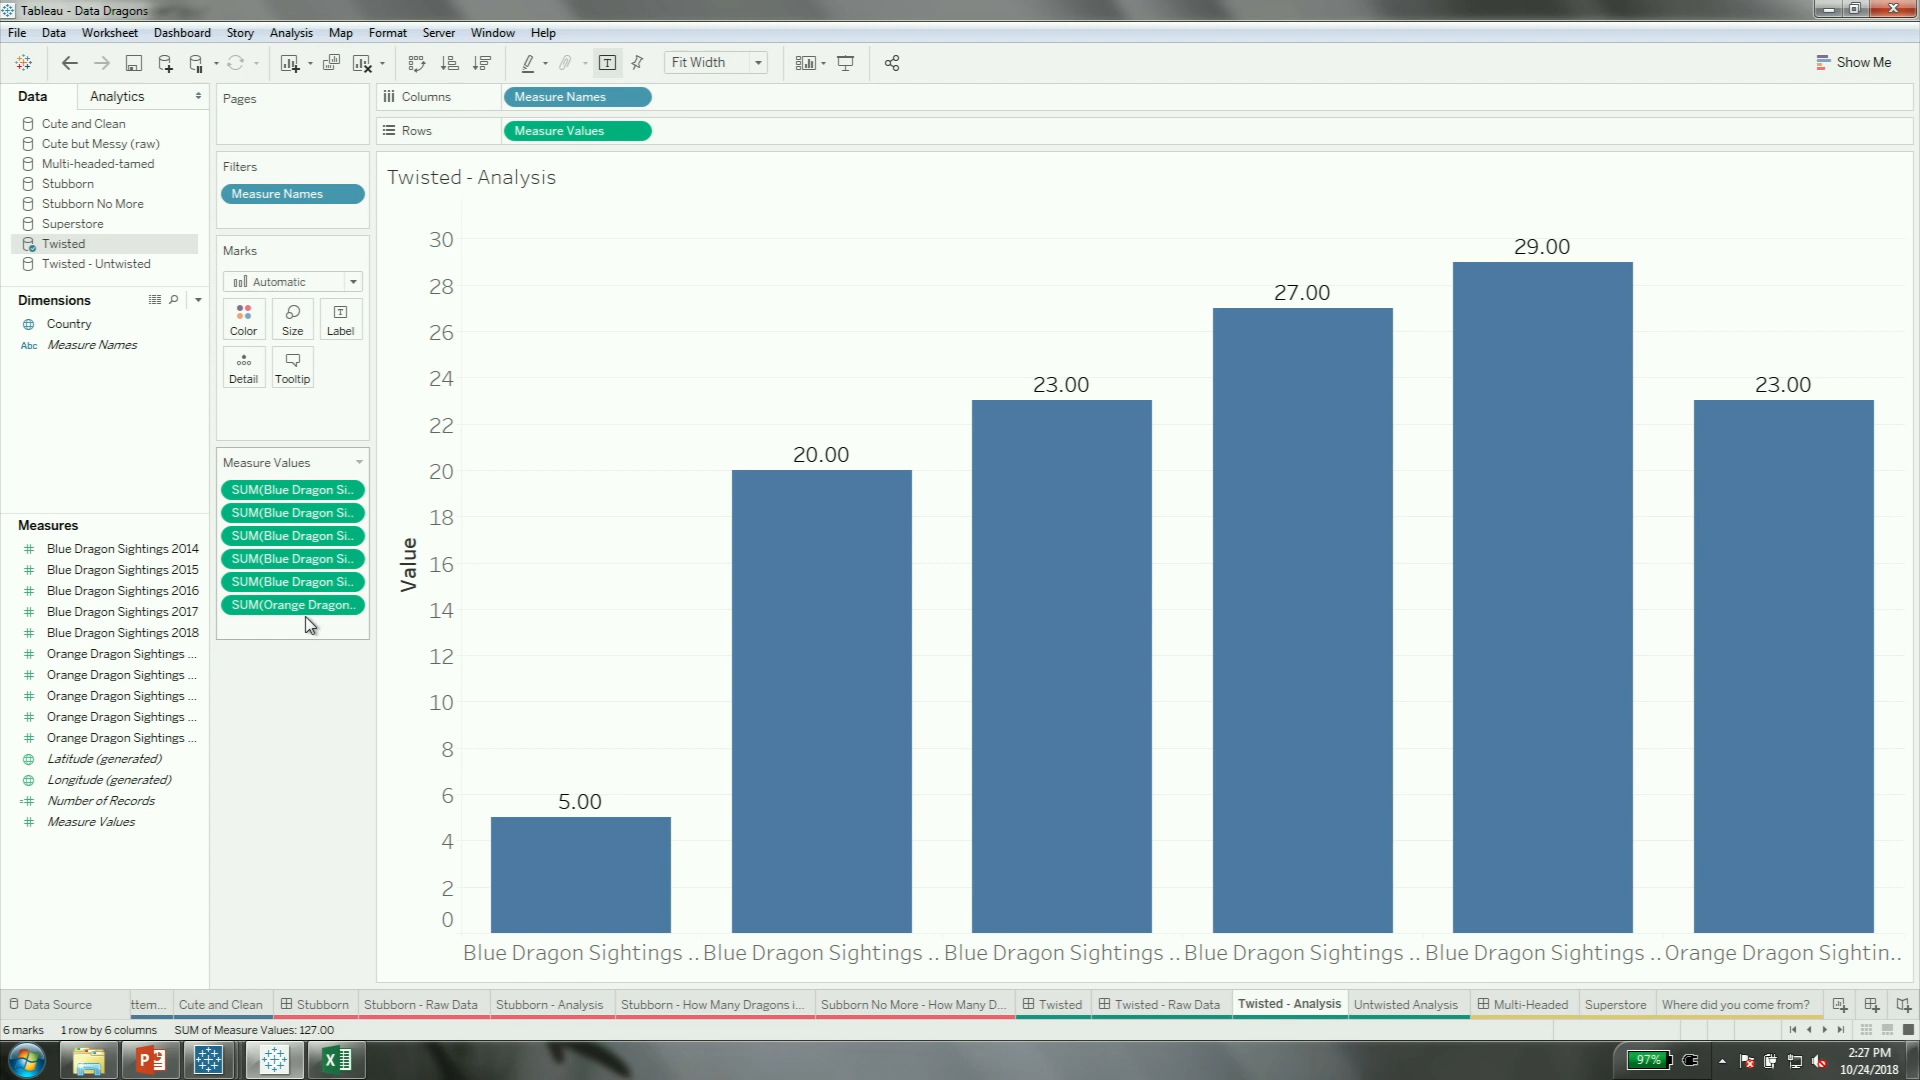 Tableau - Data Dragons
File Data Worksheet Dashboard Story Analysis Map Format Server Window Help
Fit Width
Show Me
Data Analytics
Cute and Clean
Cute but Messy (raw)
Multi-headed-tamed
Stubborn
Stubborn No More
Superstore
Twisted
Twisted - Untwisted
Dimensions
Country
Abc Measure Names
Measures
Blue Dragon Sightings 2014
Blue Dragon Sightings 2015
Blue Dragon Sightings 2016
Blue Dragon Sightings 2017
Blue Dragon Sightings 2018
Orange Dragon Sightings ...
Orange Dragon Sightings ...
Orange Dragon Sightings ...
Orange Dragon Sightings ...
Orange Dragon Sightings ...
Latitude (generated)
Longitude (generated)
Number of Records
Measure Values
Pages
Filters
Measure Names
Marks
Automatic
Color Size Label
Detail Tooltip
Measure Values
SUM(Blue Dragon Si..
SUM(Blue Dragon Si..
SUM(Blue Dragon Si..
SUM(Blue Dragon Si..
SUM(Blue Dragon Si..
SUM(Orange Dragon..
Columns Measure Names
Rows Measure Values
Twisted - Analysis
Value
30
28
26
24
22
20
18
16
14
12
10
8
6
4
2
0
5.00
20.00
23.00
27.00
29.00
23.00
Blue Dragon Sightings .. Blue Dragon Sightings .. Blue Dragon Sightings .. Blue Dragon Sightings .. Blue Dragon Sightings .. Orange Dragon Sightin..
Data Source ttem... Cute and Clean Stubborn Stubborn - Raw Data Stubborn - Analysis Stubborn - How Many Dragons i... Subborn No More - How Many D... Twisted Twisted - Raw Data Twisted - Analysis Untwisted Analysis Multi-Headed Superstore Where did you come from?
6 marks 1 row by 6 columns SUM of Measure Values: 127.00
97%
2:27 PM
10/24/2018